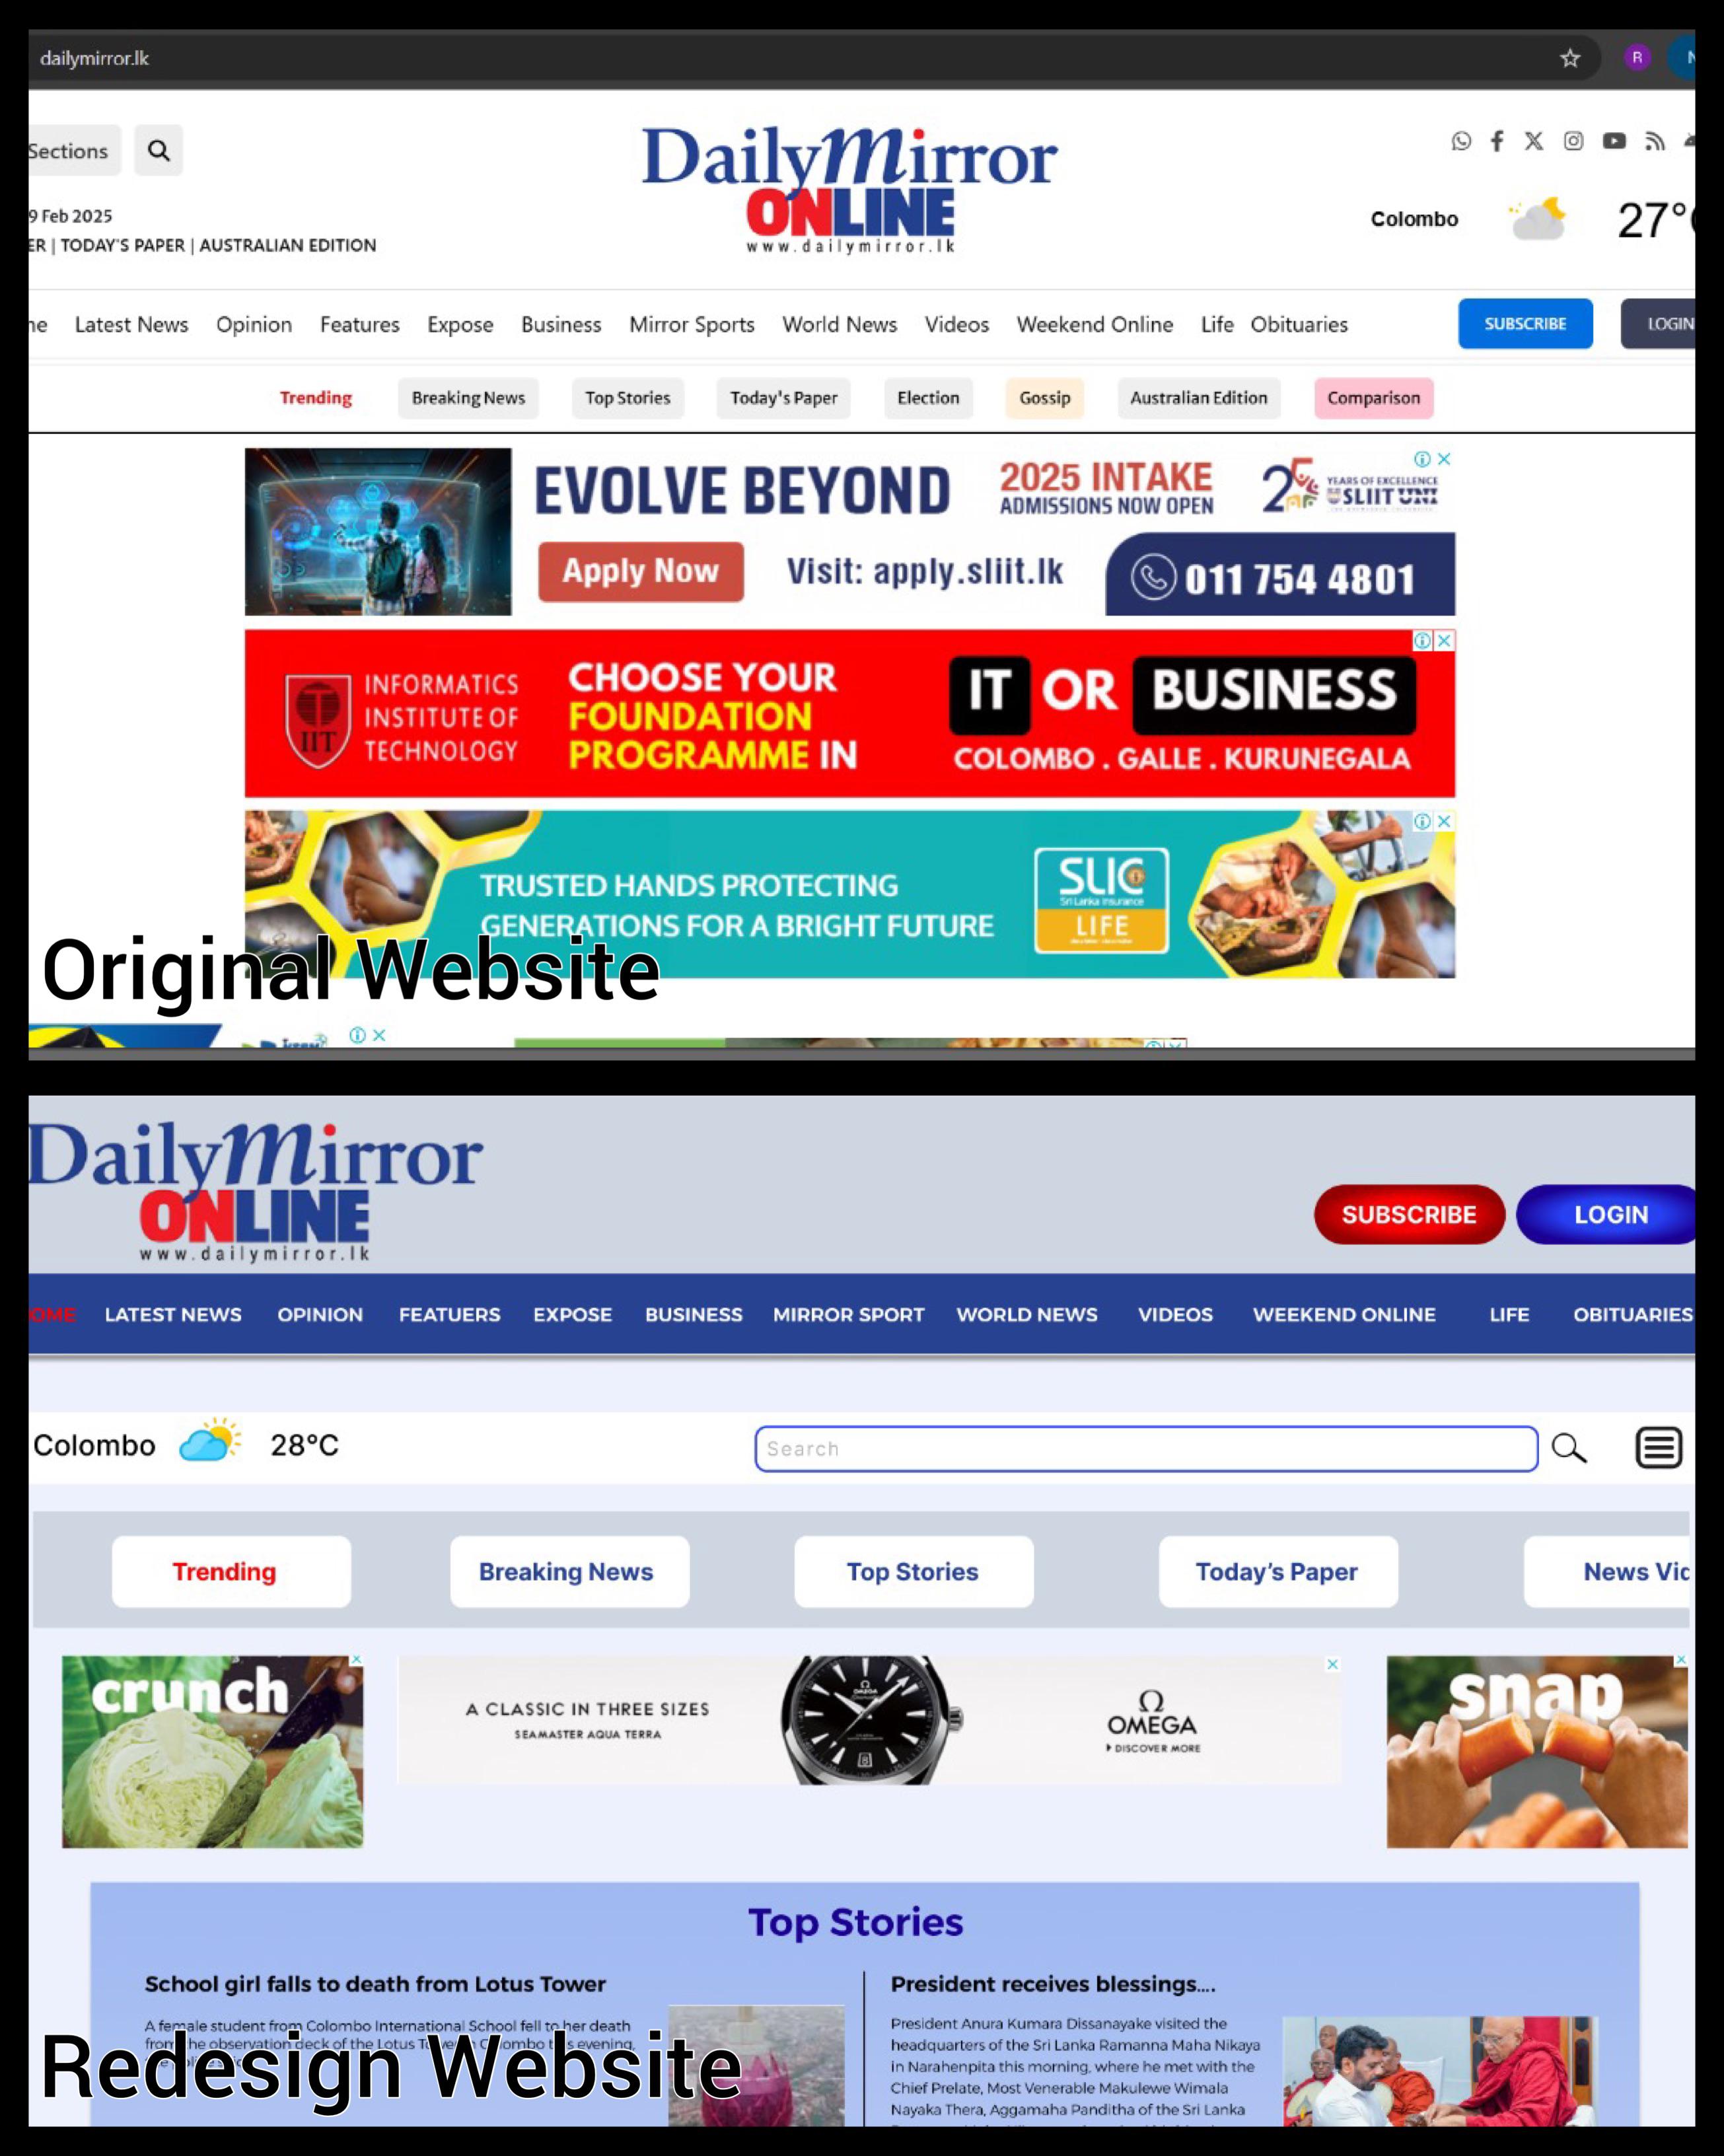 dailymirror.lk
R
Sections
DailyMirror
ONLINE
www.dailymirror.lk
9 Feb 2025
ER | TODAY'S PAPER | AUSTRALIAN EDITION
Colombo
27°
Latest News Opinion Features Expose Business Mirror Sports World News Videos Weekend Online Life Obituaries
SUBSCRIBE
LOGIN
Trending Breaking News Top Stories Today's Paper Election Gossip Australian Edition Comparison
EVOLVE BEYOND
2025 INTAKE
ADMISSIONS NOW OPEN
25
YEARS OF EXCELLENCE
SLIIT UNI
Apply Now
Visit: apply.sliit.lk
011 754 4801
IIT
INFORMATICS
INSTITUTE OF
TECHNOLOGY
CHOOSE YOUR
FOUNDATION
PROGRAMME IN
IT OR BUSINESS
COLOMBO . GALLE . KURUNEGALA
TRUSTED HANDS PROTECTING
GENERATIONS FOR A BRIGHT FUTURE
SLIC
Sri Lanka Insurance
LIFE
Original Website
DailyMirror
ONLINE
www.dailymirror.lk
SUBSCRIBE
LOGIN
OME LATEST NEWS OPINION FEATUERS EXPOSE BUSINESS MIRROR SPORT WORLD NEWS VIDEOS WEEKEND ONLINE LIFE OBITUARIES
Colombo 28°C
Search
Trending Breaking News Top Stories Today's Paper News Vid
crunch
A CLASSIC IN THREE SIZES
SEAMASTER AQUA TERRA
OMEGA
DISCOVER MORE
snap
Top Stories
School girl falls to death from Lotus Tower
A female student from Colombo International School fell to her death
from the observation deck of the Lotus Tower in Colombo this evening,
President receives blessings....
President Anura Kumara Dissanayake visited the
headquarters of the Sri Lanka Ramanna Maha Nikaya
in Narahenpita this morning, where he met with the
Chief Prelate, Most Venerable Makulewe Wimala
Nayaka Thera, Aggamaha Panditha of the Sri Lanka
Redesign Website